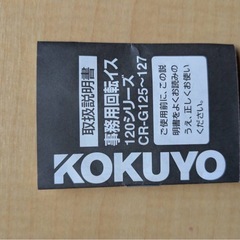 取扱説明書
事務用回転イス
120シリーズ
CR-G125~127
ご使用前に、この説
明書をよくお読みの
うえ、正しくお使い
ください。
KOKUYO